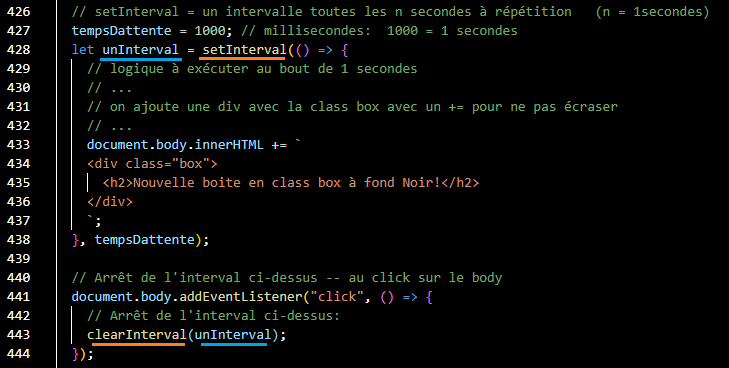 426 // setInterval = un intervalle toutes les n secondes à répétition (n = 1secondes)
427 tempsDattente = 1000; // millisecondes: 1000 = 1 secondes
428 let unInterval = setInterval(() => {
429 // logique à exécuter au bout de 1 secondes
430 // ...
431 // on ajoute une div avec la class box avec un += pour ne pas écraser
432 // ...
433 document.body.innerHTML += `
434 <div class="box">
435 <h2>Nouvelle boite en class box à fond Noir!</h2>
436 </div>
437 `;
438 }, tempsDattente);
439
440 // Arrêt de l'interval ci-dessus -- au click sur le body
441 document.body.addEventListener("click", () => {
442 // Arrêt de l'interval ci-dessus:
443 clearInterval(unInterval);
444 });